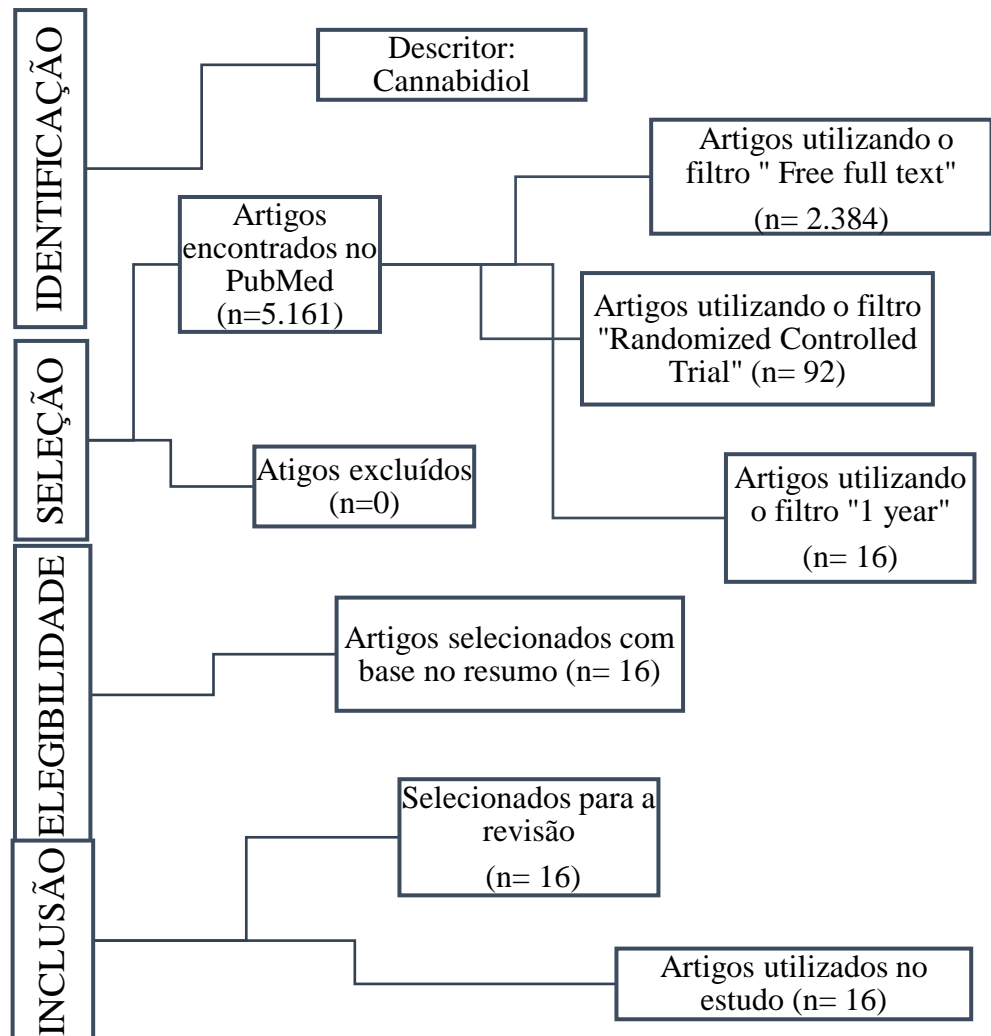 IDENTIFICAÇÃO
Descritor:
Cannabidiol
Artigos
encontrados no
PubMed
(n=5.161)
Artigos utilizando o
filtro " Free full text"
(n= 2.384)
Artigos utilizando o filtro
"Randomized Controlled
Trial" (n= 92)
Artigos utilizando
o filtro "1 year"
(n= 16)
SELEÇÃO
Atigos excluídos
(n=0)
ELEGIBILIDADE
Artigos selecionados com
base no resumo (n= 16)
INCLUSÃO
Selecionados para a
revisão
(n= 16)
Artigos utilizados no
estudo (n= 16)